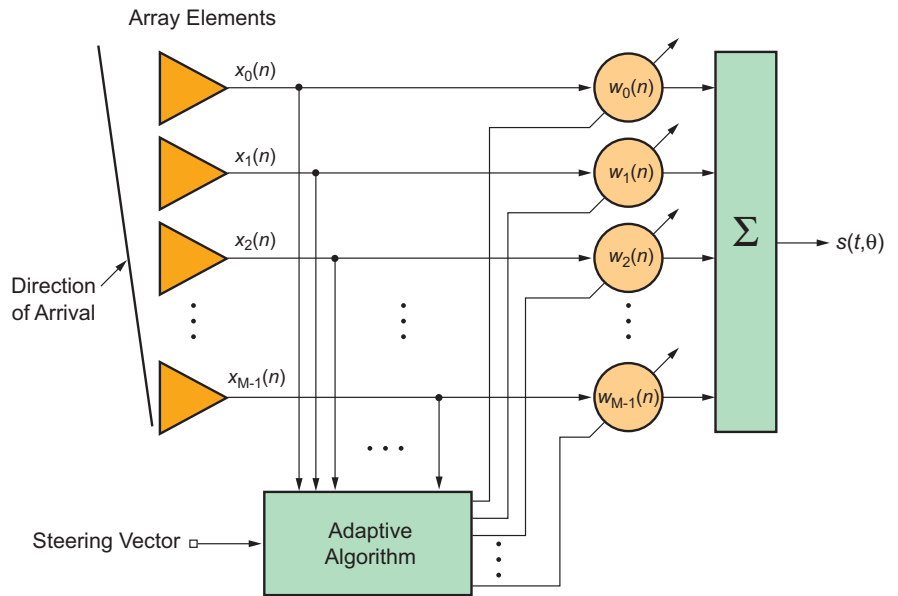 Array Elements
x0(n)
w0(n)
x1(n)
w1(n)
x2(n)
w2(n)
Σ
s(t,θ)
Direction
of Arrival
xM-1(n)
wM-1(n)
Steering Vector
Adaptive
Algorithm